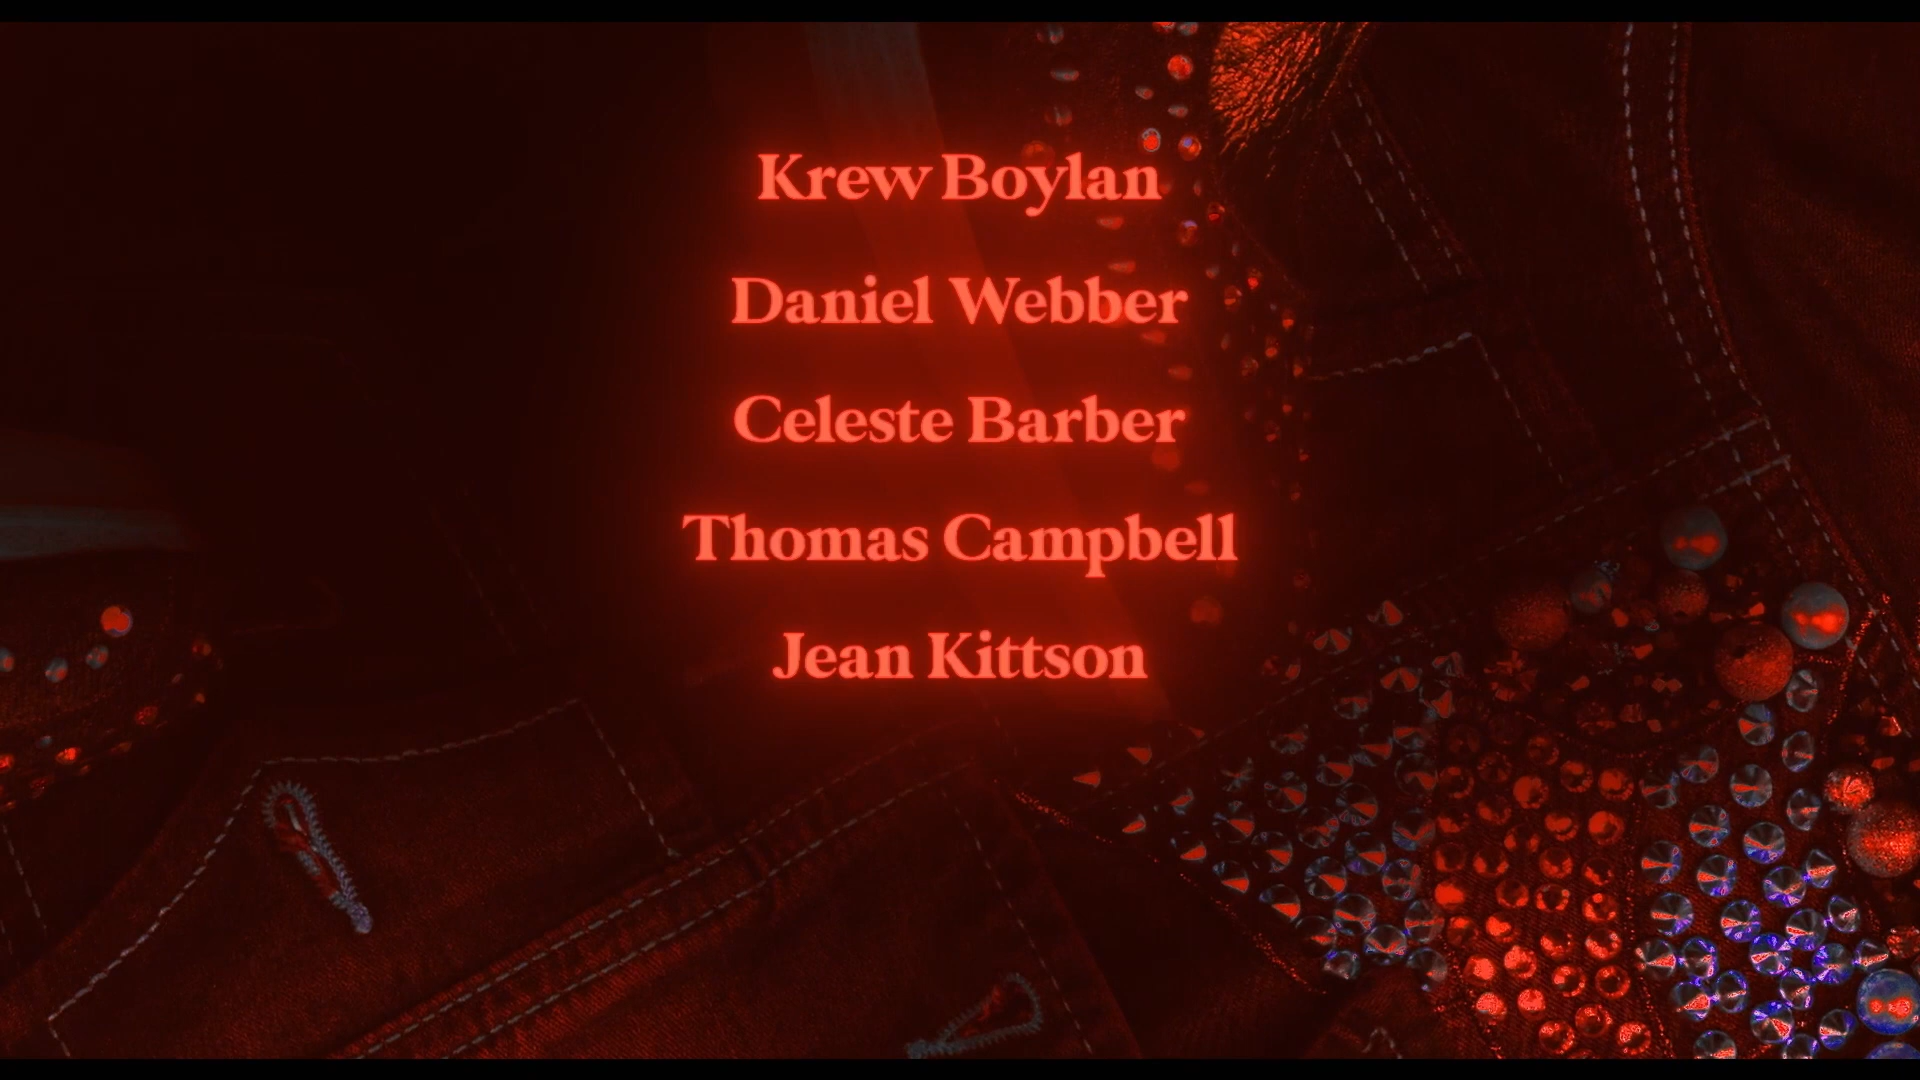 Krew Boylan
Daniel Webber
Celeste Barber
Thomas Campbell
Jean Kittson